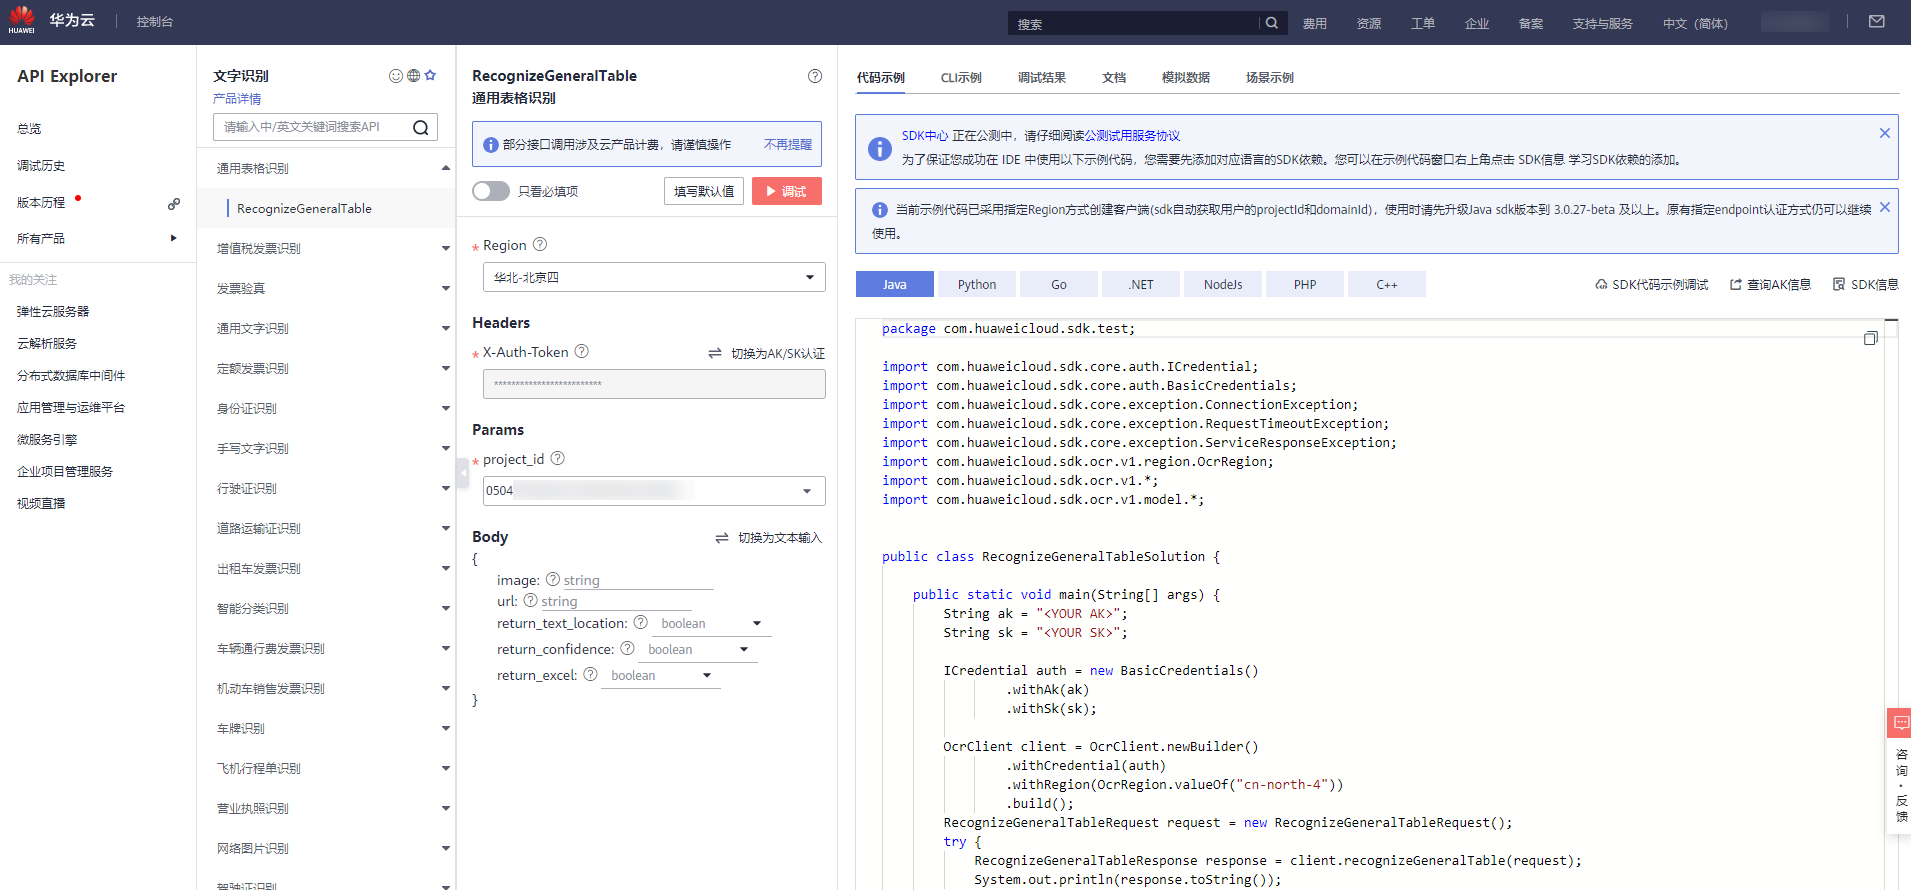 HUAWEI
华为云
控制台
搜索
费用
资源
工单
企业
备案
支持与服务
中文（简体）
API Explorer
总览
调试历史
版本历程
所有产品
我的关注
弹性云服务器
云解析服务
分布式数据库中间件
应用管理与运维平台
微服务引擎
企业项目管理服务
视频直播
文字识别
产品详情
请输入中/英文关键词搜索API
通用表格识别
RecognizeGeneralTable
增值税发票识别
发票验真
通用文字识别
定额发票识别
身份证识别
手写文字识别
行驶证识别
道路运输证识别
出租车发票识别
智能分类识别
车辆通行费发票识别
机动车销售发票识别
车牌识别
飞机行程单识别
营业执照识别
网络图片识别
驾驶证识别
RecognizeGeneralTable
通用表格识别
部分接口调用涉及云产品计费，请谨慎操作 不再提醒
只看必填项
填写默认值
调试
* Region
华北-北京四
Headers
* X-Auth-Token
切换为AK/SK认证
*************************
Params
* project_id
0504
Body
切换为文本输入
{
image: string
url: string
return_text_location: boolean
return_confidence: boolean
return_excel: boolean
}
代码示例
CLI示例
调试结果
文档
模拟数据
场景示例
SDK中心 正在公测中，请仔细阅读公测试用服务协议
为了保证您成功在 IDE 中使用以下示例代码，您需要先添加对应语言的SDK依赖。您可以在示例代码窗口右上角点击 SDK信息 学习SDK依赖的添加。
当前示例代码已采用指定Region方式创建客户端(sdk自动获取用户的projectId和domainId)，使用时请先升级Java sdk版本到 3.0.27-beta 及以上。原有指定endpoint认证方式仍可以继续
使用。
Java
Python
Go
.NET
NodeJs
PHP
C++
SDK代码示例调试
查询AK信息
SDK信息
package com.huaweicloud.sdk.test;
import com.huaweicloud.sdk.core.auth.ICredential;
import com.huaweicloud.sdk.core.auth.BasicCredentials;
import com.huaweicloud.sdk.core.exception.ConnectionException;
import com.huaweicloud.sdk.core.exception.RequestTimeoutException;
import com.huaweicloud.sdk.core.exception.ServiceResponseException;
import com.huaweicloud.sdk.ocr.v1.region.OcrRegion;
import com.huaweicloud.sdk.ocr.v1.*;
import com.huaweicloud.sdk.ocr.v1.model.*;
public class RecognizeGeneralTableSolution {
public static void main(String[] args) {
String ak = "<YOUR AK>";
String sk = "<YOUR SK>";
ICredential auth = new BasicCredentials()
.withAk(ak)
.withSk(sk);
OcrClient client = OcrClient.newBuilder()
.withCredential(auth)
.withRegion(OcrRegion.valueOf("cn-north-4"))
.build();
RecognizeGeneralTableRequest request = new RecognizeGeneralTableRequest();
try {
RecognizeGeneralTableResponse response = client.recognizeGeneralTable(request);
System.out.println(response.toString());
咨询·反馈